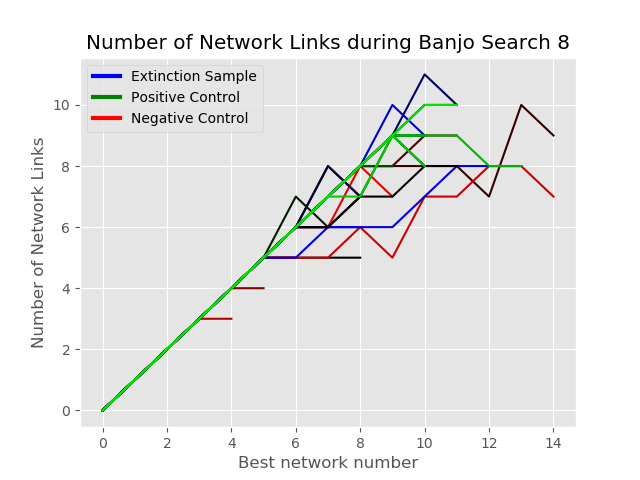 Number of Network Links during Banjo Search 8
Extinction Sample
Positive Control
Negative Control
Number of Network Links
10
8
6
4
2
0
0 2 4 6 8 10 12 14
Best network number